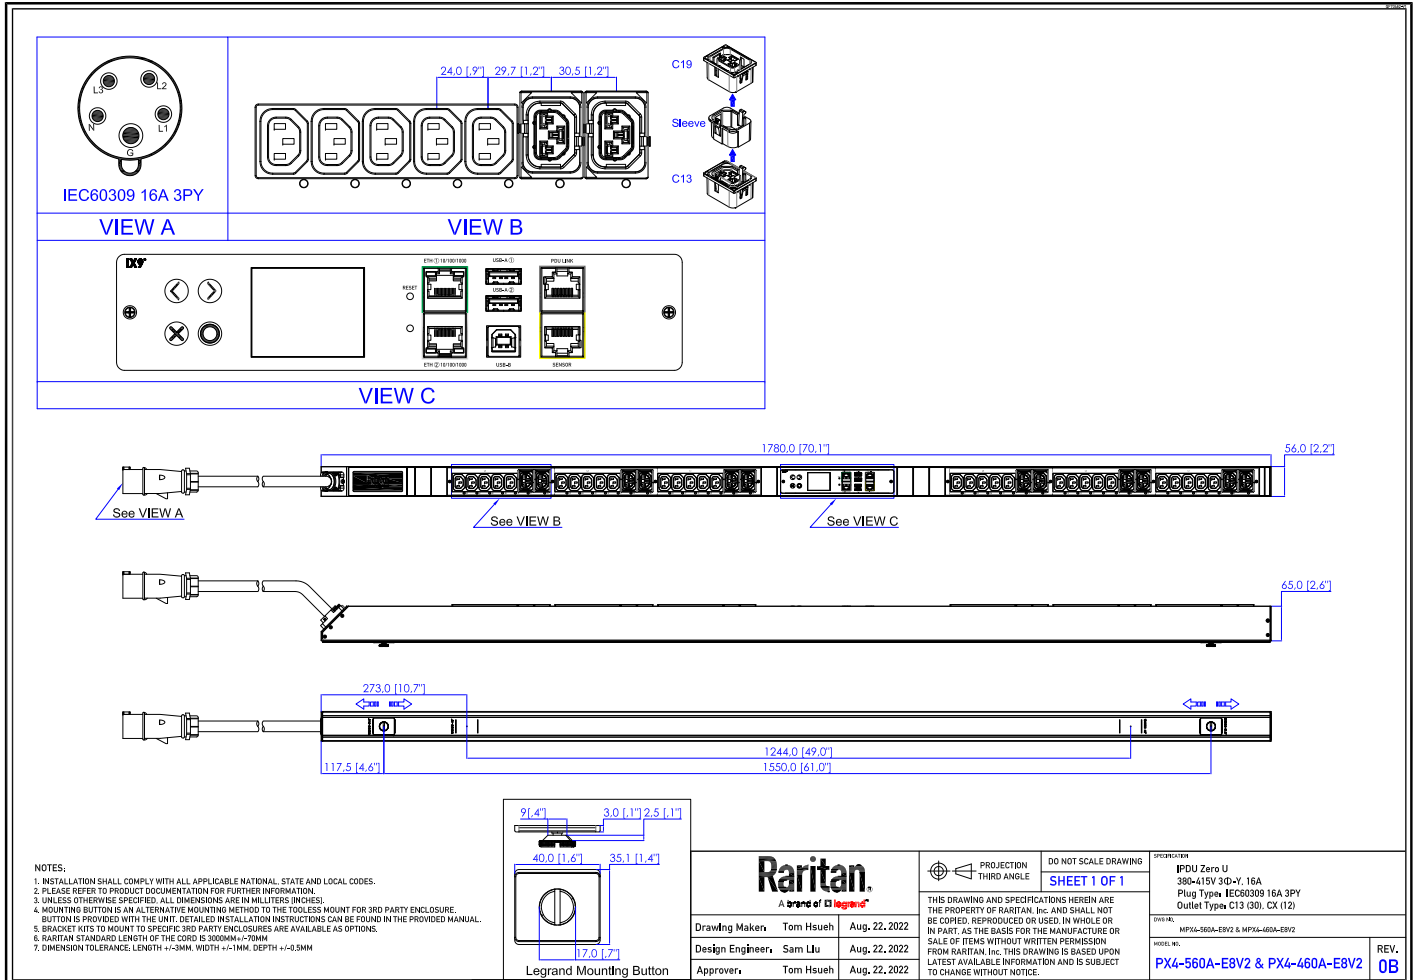 L3
L2
N
L1
G
IEC60309 16A 3PY
VIEW A
24,0 [,9"]
29,7 [1,2"]
30,5 [1,2"]
C19
Sleeve
C13
VIEW B
IX9
ETH ① 10/100/1000
USB-A ①
PDU LINK
RESET
USB-A ②
ETH ② 10/100/1000
USB-B
SENSOR
VIEW C
1780,0 [70,1"]
56,0 [2,2"]
See VIEW A
See VIEW B
See VIEW C
65,0 [2,6"]
273,0 [10,7"]
1244,0 [49,0"]
117,5 [4,6"]
1550,0 [61,0"]
9[,4"]
3,0 [,1"]
2,5 [,1"]
40,0 [1,6"]
35,1 [1,4"]
17,0 [,7"]
Legrand Mounting Button
NOTES:
1. INSTALLATION SHALL COMPLY WITH ALL APPLICABLE NATIONAL, STATE AND LOCAL CODES.
2. PLEASE REFER TO PRODUCT DOCUMENTATION FOR FURTHER INFORMATION.
3. UNLESS OTHERWISE SPECIFIED, ALL DIMENSIONS ARE IN MILLITERS [INCHES].
4. MOUNTING BUTTON IS AN ALTERNATIVE MOUNTING METHOD TO THE TOOLESS MOUNT FOR 3RD PARTY ENCLOSURE.
BUTTON IS PROVIDED WITH THE UNIT. DETAILED INSTALLATION INSTRUCTIONS CAN BE FOUND IN THE PROVIDED MANUAL.
5. BRACKET KITS TO MOUNT TO SPECIFIC 3RD PARTY ENCLOSURES ARE AVAILABLE AS OPTIONS.
6. RARITAN STANDARD LENGTH OF THE CORD IS 3000MM+/-70MM
7. DIMENSION TOLERANCE: LENGTH +/-3MM, WIDTH +/-1MM, DEPTH +/-0.5MM
Raritan
A brand of legrand
Drawing Maker: Tom Hsueh Aug. 22. 2022
Design Engineer: Sam Liu Aug. 22. 2022
Approver: Tom Hsueh Aug. 22. 2022
PROJECTION
THIRD ANGLE
DO NOT SCALE DRAWING
SHEET 1 OF 1
THIS DRAWING AND SPECIFICATIONS HEREIN ARE
THE PROPERTY OF RARITAN, Inc. AND SHALL NOT
BE COPIED, REPRODUCED OR USED, IN WHOLE OR
IN PART, AS THE BASIS FOR THE MANUFACTURE OR
SALE OF ITEMS WITHOUT WRITTEN PERMISSION
FROM RARITAN, Inc. THIS DRAWING IS BASED UPON
LATEST AVAILABLE INFORMATION AND IS SUBJECT
TO CHANGE WITHOUT NOTICE.
SPECIFICATION:
IPDU Zero U
380-415V 3Φ-Y, 16A
Plug Type: IEC60309 16A 3PY
Outlet Type: C13 (30), CX (12)
DWG NO.
MPX4-560A-E8V2 & MPX4-460A-E8V2
MODEL NO.
PX4-560A-E8V2 & PX4-460A-E8V2
REV.
0B